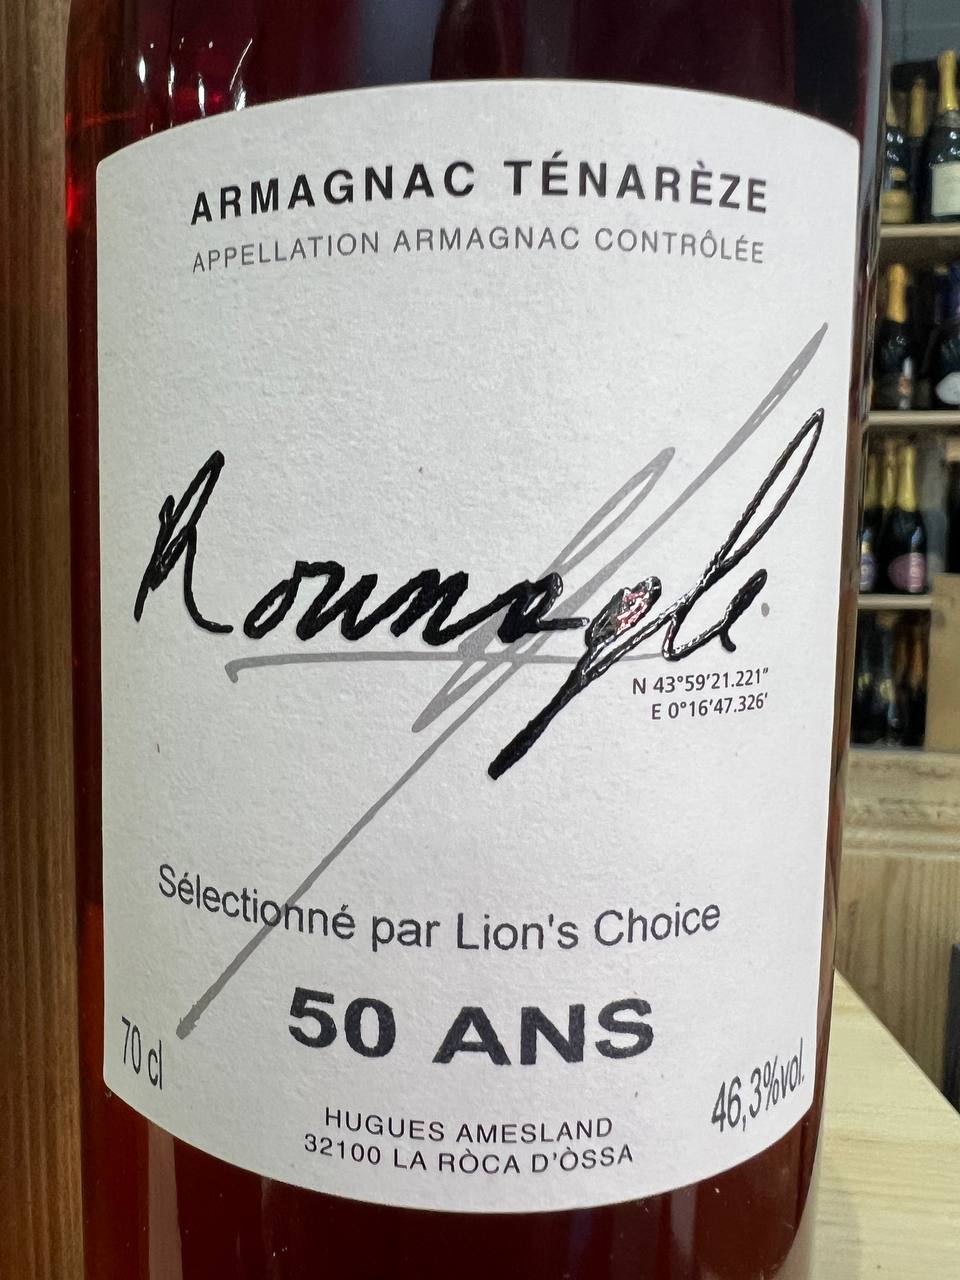 ARMAGNAC TÉNARÈZE
APPELLATION ARMAGNAC CONTRÔLÉE
N 43°59'21.221"
E 0°16'47.326'
Sélectionné par Lion's Choice
50 ANS
70 cl
46,3%vol.
HUGUES AMESLAND
32100 LA RÒCA D'ÒSSA